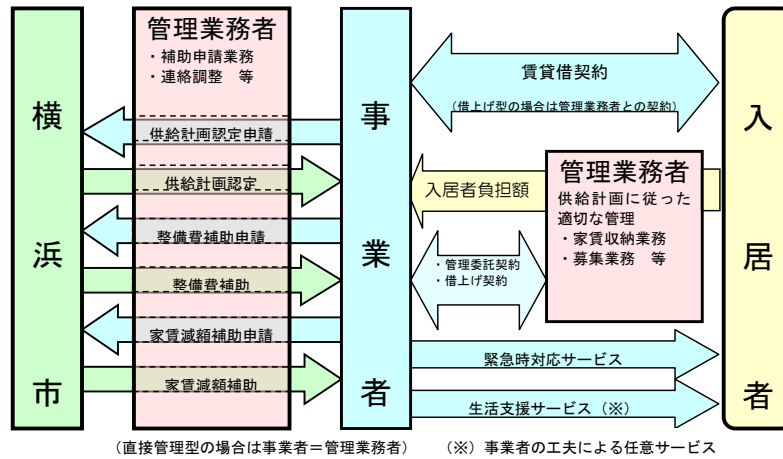 横浜市
管理業務者
・補助申請業務
・連絡調整　等
供給計画認定申請
供給計画認定
整備費補助申請
整備費補助
家賃減額補助申請
家賃減額補助
事業者
賃貸借契約
(借上げ型の場合は管理業務者との契約)
入居者負担額
管理業務者
供給計画に従った
適切な管理
・家賃収納業務
・募集業務　等
・管理委託契約
・借上げ契約
緊急時対応サービス
生活支援サービス（※）
入居者
(直接管理型の場合は事業者＝管理業務者)
（※）事業者の工夫による任意サービス